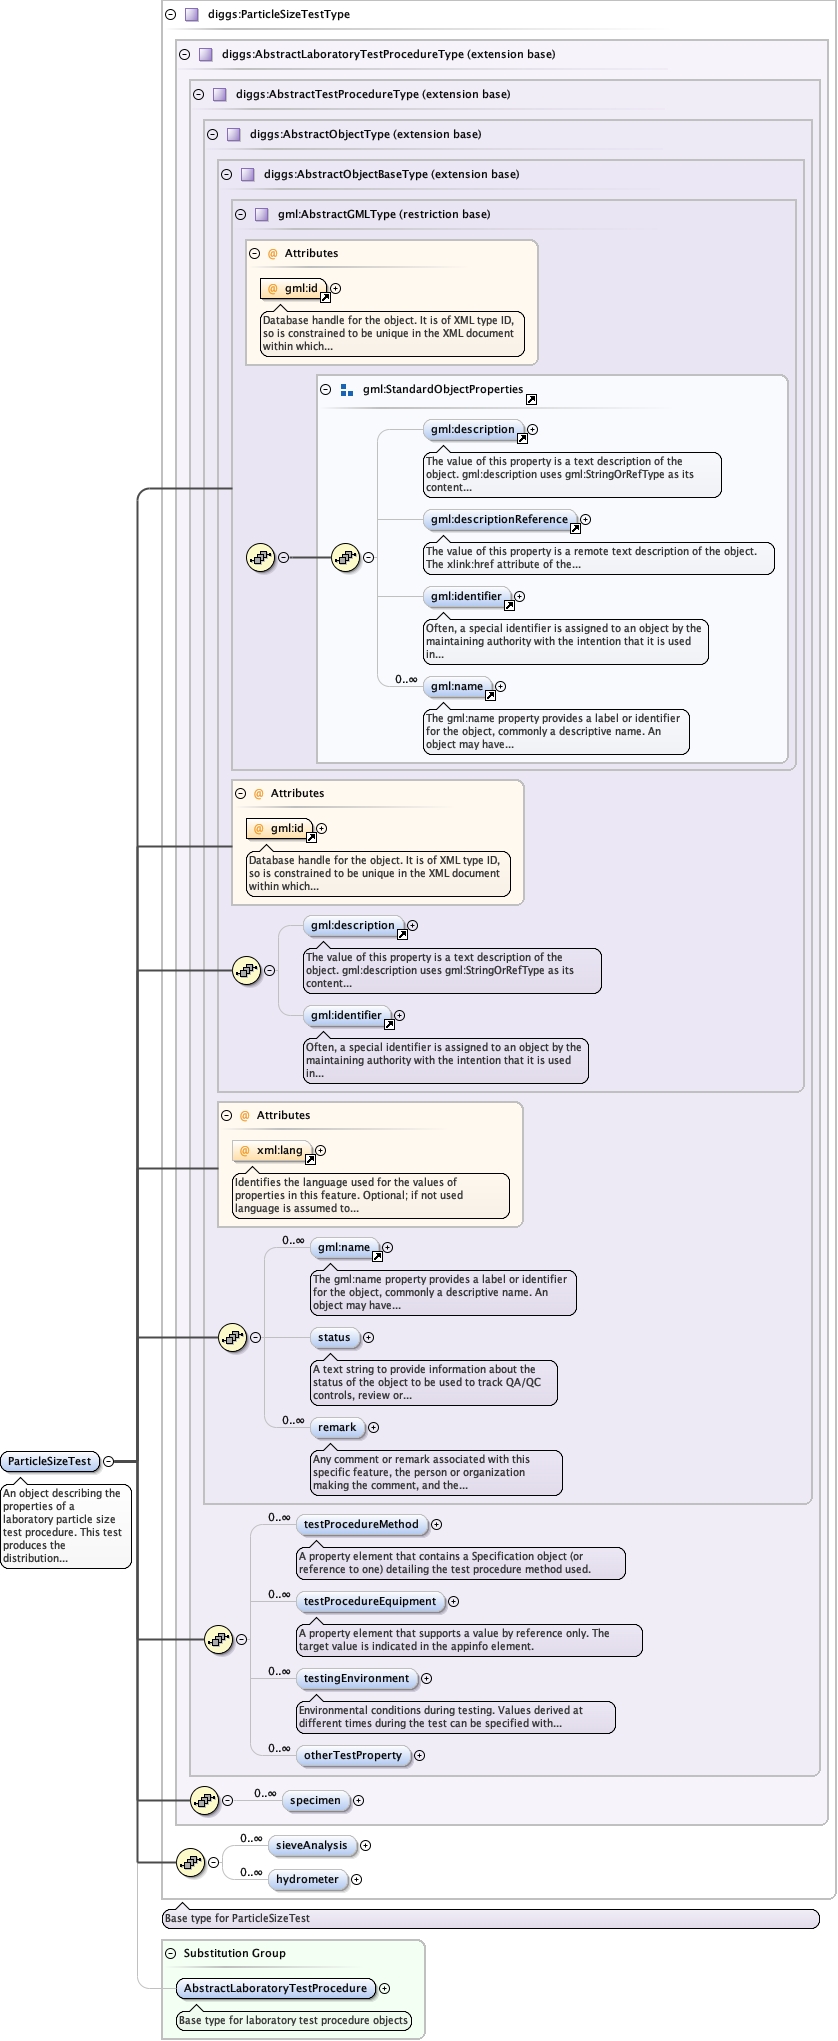 diggs:ParticleSizeTestType
diggs:AbstractLaboratoryTestProcedureType (extension base)
diggs:AbstractTestProcedureType (extension base)
diggs:AbstractObjectType (extension base)
diggs:AbstractObjectBaseType (extension base)
gml:AbstractGMLType (restriction base)
@ Attributes
@ gml:id
Database handle for the object. It is of XML type ID,
so is constrained to be unique in the XML document
within which...
gml:StandardObjectProperties
gml:description
The value of this property is a text description of the
object. gml:description uses gml:StringOrRefType as its
content...
gml:descriptionReference
The value of this property is a remote text description of the object.
The xlink:href attribute of the...
gml:identifier
Often, a special identifier is assigned to an object by the
maintaining authority with the intention that it is used
in...
0..∞ gml:name
The gml:name property provides a label or identifier
for the object, commonly a descriptive name. An
object may have...
@ Attributes
@ gml:id
Database handle for the object. It is of XML type ID,
so is constrained to be unique in the XML document
within which...
gml:description
The value of this property is a text description of the
object. gml:description uses gml:StringOrRefType as its
content...
gml:identifier
Often, a special identifier is assigned to an object by the
maintaining authority with the intention that it is used
in...
@ Attributes
@ xml:lang
Identifies the language used for the values of
properties in this feature. Optional; if not used
language is assumed to...
0..∞ gml:name
The gml:name property provides a label or identifier
for the object, commonly a descriptive name. An
object may have...
status
A text string to provide information about the
status of the object to be used to track QA/QC
controls, review or...
0..∞ remark
Any comment or remark associated with this
specific feature, the person or organization
making the comment, and the...
ParticleSizeTest
An object describing the
properties of a
laboratory particle size
test procedure. This test
produces the
distribution...
0..∞ testProcedureMethod
A property element that contains a Specification object (or
reference to one) detailing the test procedure method used.
0..∞ testProcedureEquipment
A property element that supports a value by reference only. The
target value is indicated in the appinfo element.
0..∞ testingEnvironment
Environmental conditions during testing. Values derived at
different times during the test can be specified with...
0..∞ otherTestProperty
0..∞ specimen
0..∞ sieveAnalysis
0..∞ hydrometer
Base type for ParticleSizeTest
Substitution Group
AbstractLaboratoryTestProcedure
Base type for laboratory test procedure objects